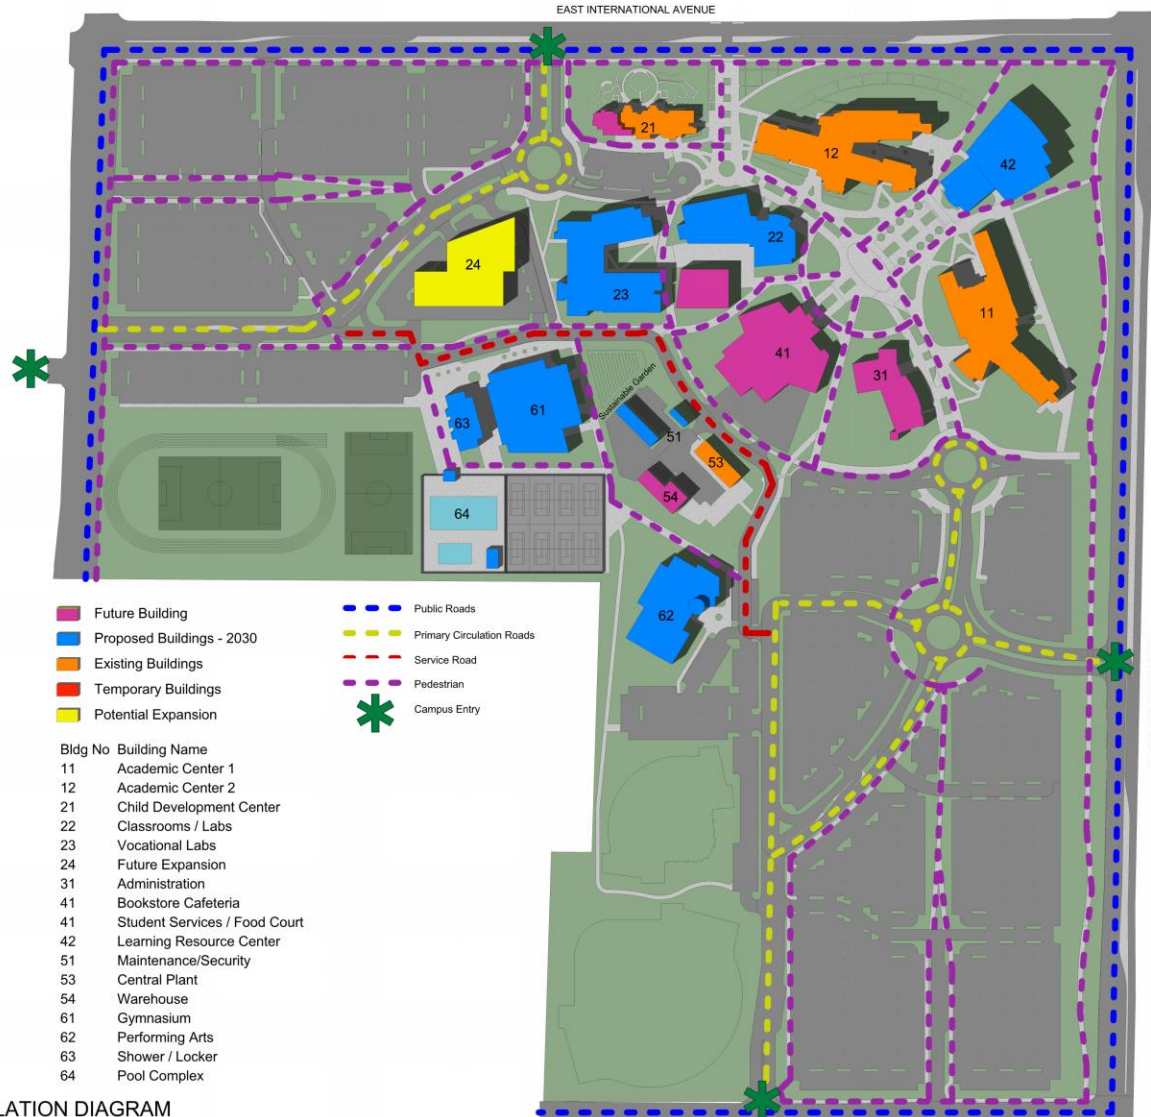 EAST INTERNATIONAL AVENUE
21
12
42
22
24
23
11
41
31
Sustainable Garden
63
61
51
53
54
64
62
Future Building
Proposed Buildings - 2030
Existing Buildings
Temporary Buildings
Potential Expansion
Public Roads
Primary Circulation Roads
Service Road
Pedestrian
Campus Entry
Bldg No Building Name
11 Academic Center 1
12 Academic Center 2
21 Child Development Center
22 Classrooms / Labs
23 Vocational Labs
24 Future Expansion
31 Administration
41 Bookstore Cafeteria
41 Student Services / Food Court
42 Learning Resource Center
51 Maintenance/Security
53 Central Plant
54 Warehouse
61 Gymnasium
62 Performing Arts
63 Shower / Locker
64 Pool Complex
LATION DIAGRAM